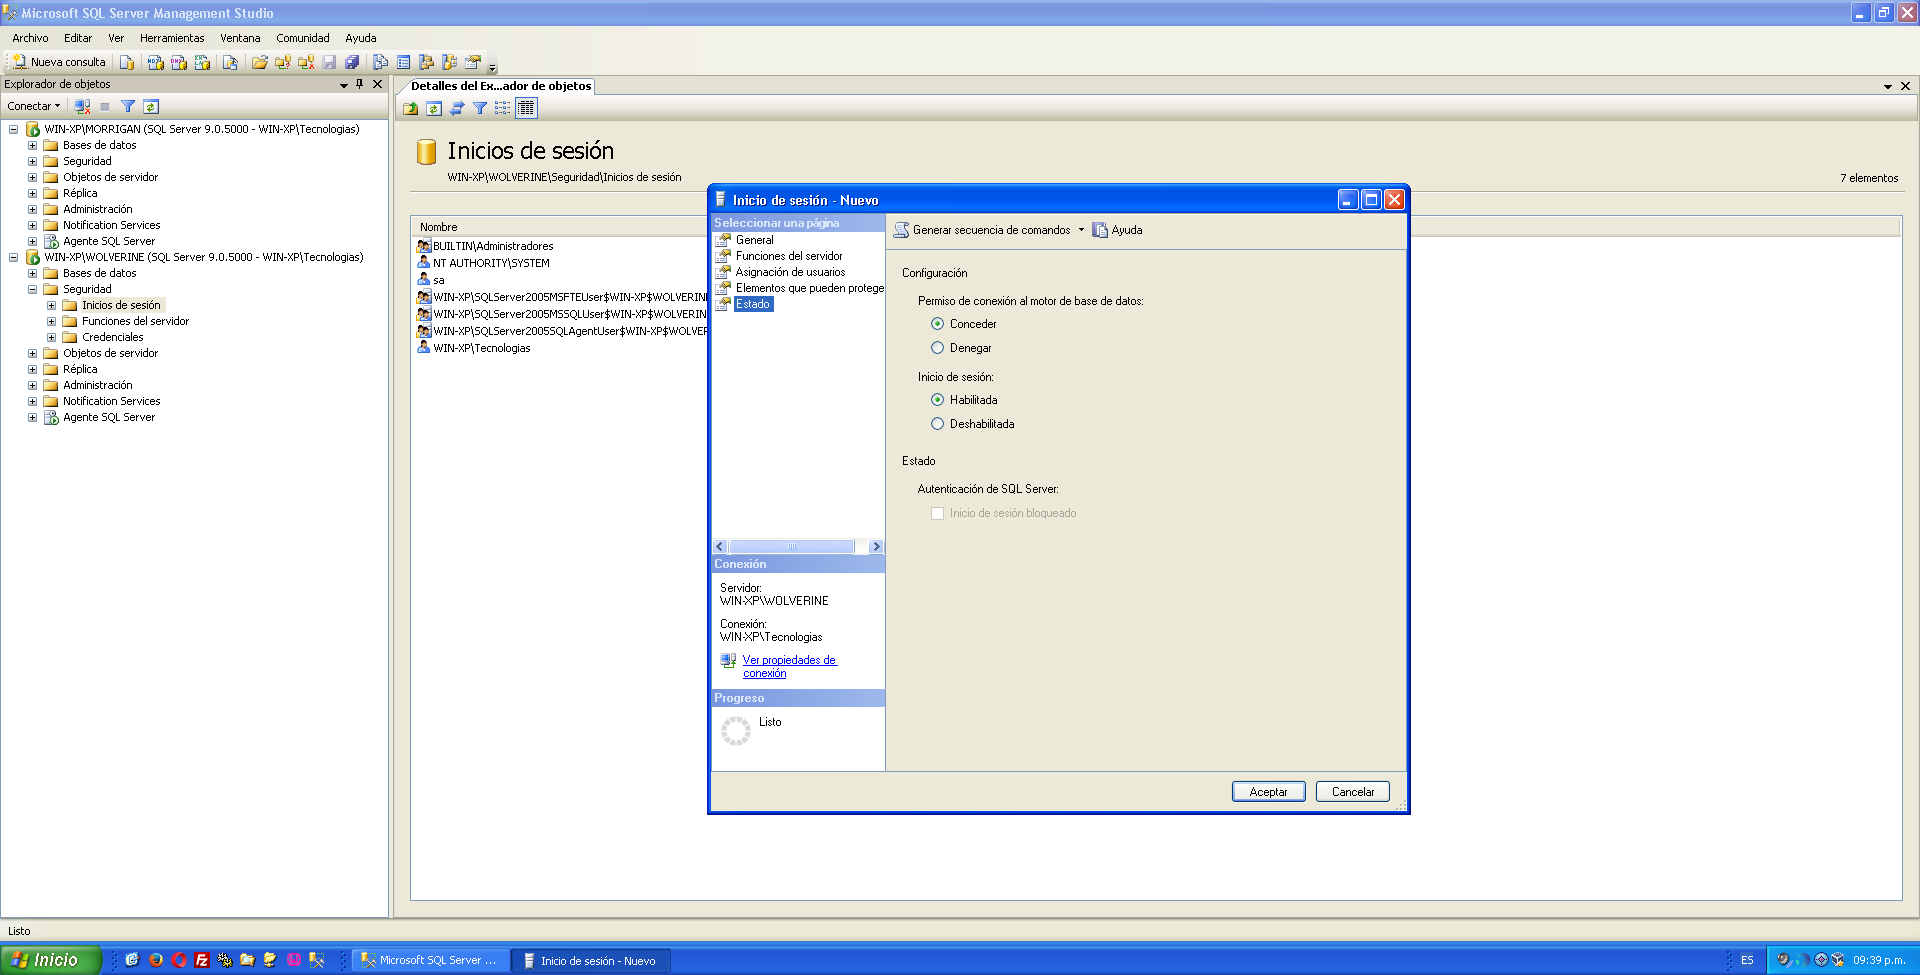 Microsoft SQL Server Management Studio
Archivo Editar Ver Herramientas Ventana Comunidad Ayuda
Nueva consulta
Explorador de objetos
Conectar
WIN-XP\MORRIGAN (SQL Server 9.0.5000 - WIN-XP\Tecnologias)
Bases de datos
Seguridad
Objetos de servidor
Réplica
Administración
Notification Services
Agente SQL Server
WIN-XP\WOLVERINE (SQL Server 9.0.5000 - WIN-XP\Tecnologias)
Bases de datos
Seguridad
Inicios de sesión
Funciones del servidor
Credenciales
Objetos de servidor
Réplica
Administración
Notification Services
Agente SQL Server
Detalles del Ex...ador de objetos
Inicios de sesión
WIN-XP\WOLVERINE\Seguridad\Inicios de sesión
7 elementos
Nombre
BUILTIN\Administradores
NT AUTHORITY\SYSTEM
sa
WIN-XP\SQLServer2005MSFTEUser$WIN-XP$WOLVERINE
WIN-XP\SQLServer2005MSSQLUser$WIN-XP$WOLVERIN
WIN-XP\SQLServer2005SQLAgentUser$WIN-XP$WOLVER
WIN-XP\Tecnologias
Inicio de sesión - Nuevo
Seleccionar una página
General
Funciones del servidor
Asignación de usuarios
Elementos que pueden protege
Estado
Generar secuencia de comandos
Ayuda
Configuración
Permiso de conexión al motor de base de datos:
Conceder
Denegar
Inicio de sesión:
Habilitada
Deshabilitada
Estado
Autenticación de SQL Server:
Inicio de sesión bloqueado
Conexión
Servidor:
WIN-XP\WOLVERINE
Conexión:
WIN-XP\Tecnologias
Ver propiedades de
conexión
Progreso
Listo
Aceptar
Cancelar
Listo
Inicio
Microsoft SQL Server ...
Inicio de sesión - Nuevo
ES
09:39 p.m.